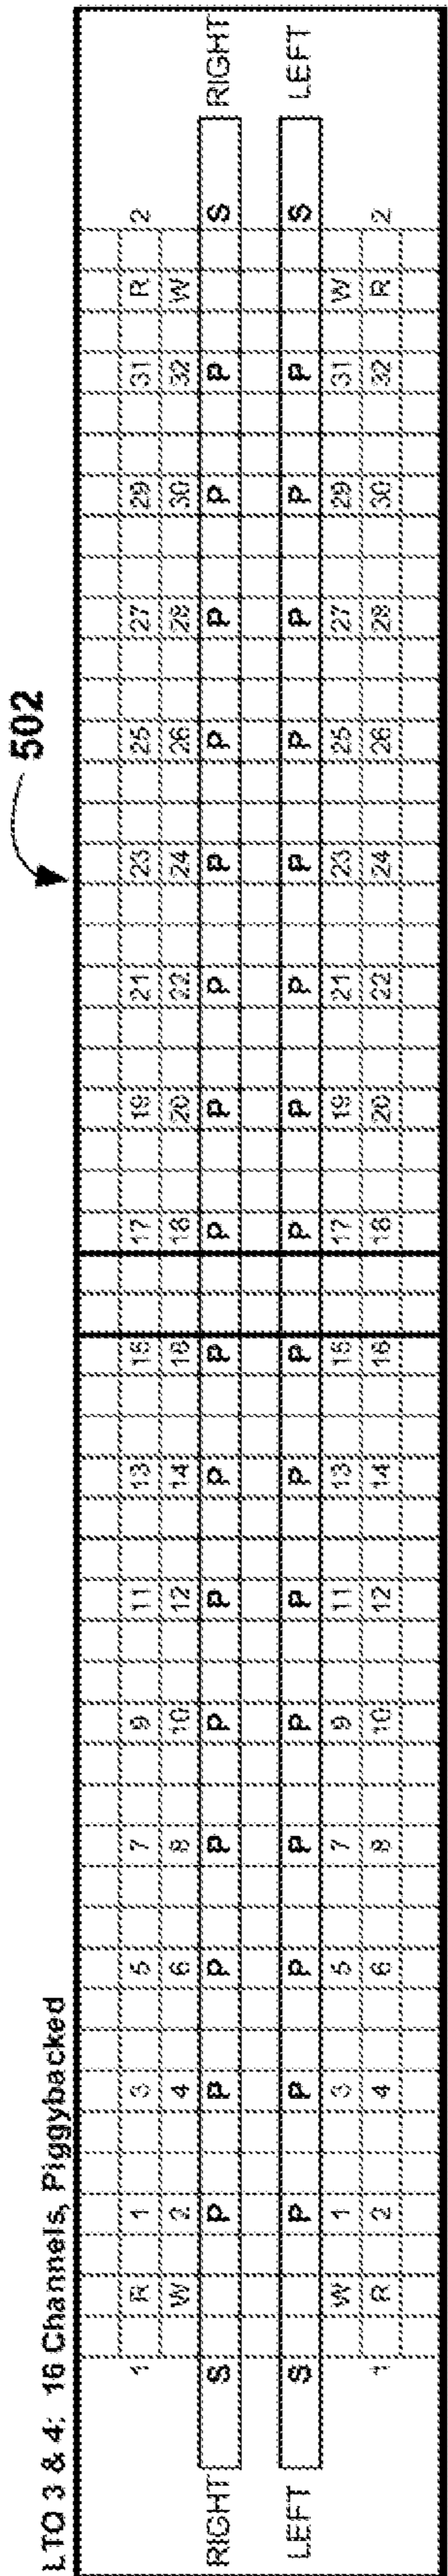 502
LTO 3 & 4: 16 Channels, Piggybacked
1 R 1 3 5 7 9 11 13 15 17 19 21 23 25 27 29 31 R 2
W 2 4 6 8 10 12 14 16 18 20 22 24 26 28 30 32 W
RIGHT S P P P P P P P P P P P P P P P P S RIGHT
LEFT S P P P P P P P P P P P P P P P P S LEFT
W 1 3 5 7 9 11 13 15 17 19 21 23 25 27 29 31 W
1 R 2 4 6 8 10 12 14 16 18 20 22 24 26 28 30 32 R 2